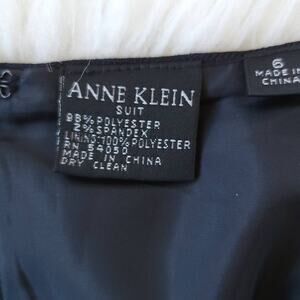 ANNE KLEIN
SUIT
98% POLYESTER
2% SPANDEX
LINING:100% POLYESTER
RN 54050
MADE IN CHINA
DRY CLEAN
6
MADE IN
CHINA